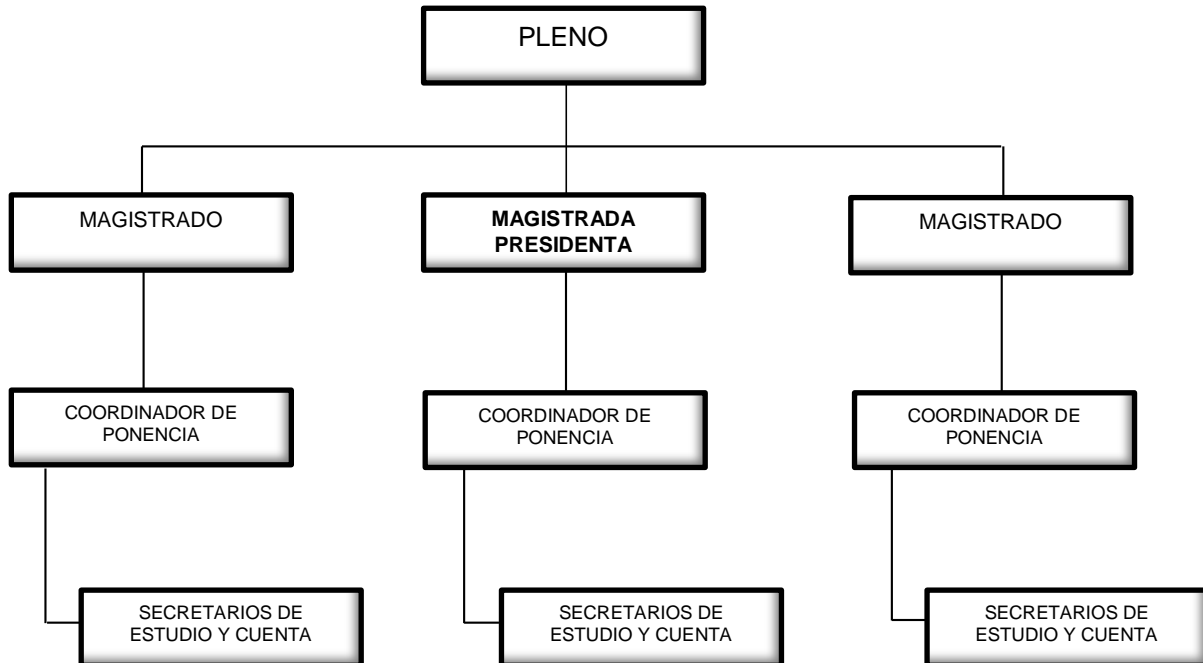 PLENO
MAGISTRADO
MAGISTRADA
PRESIDENTA
MAGISTRADO
COORDINADOR DE
PONENCIA
COORDINADOR DE
PONENCIA
COORDINADOR DE
PONENCIA
SECRETARIOS DE
ESTUDIO Y CUENTA
SECRETARIOS DE
ESTUDIO Y CUENTA
SECRETARIOS DE
ESTUDIO Y CUENTA